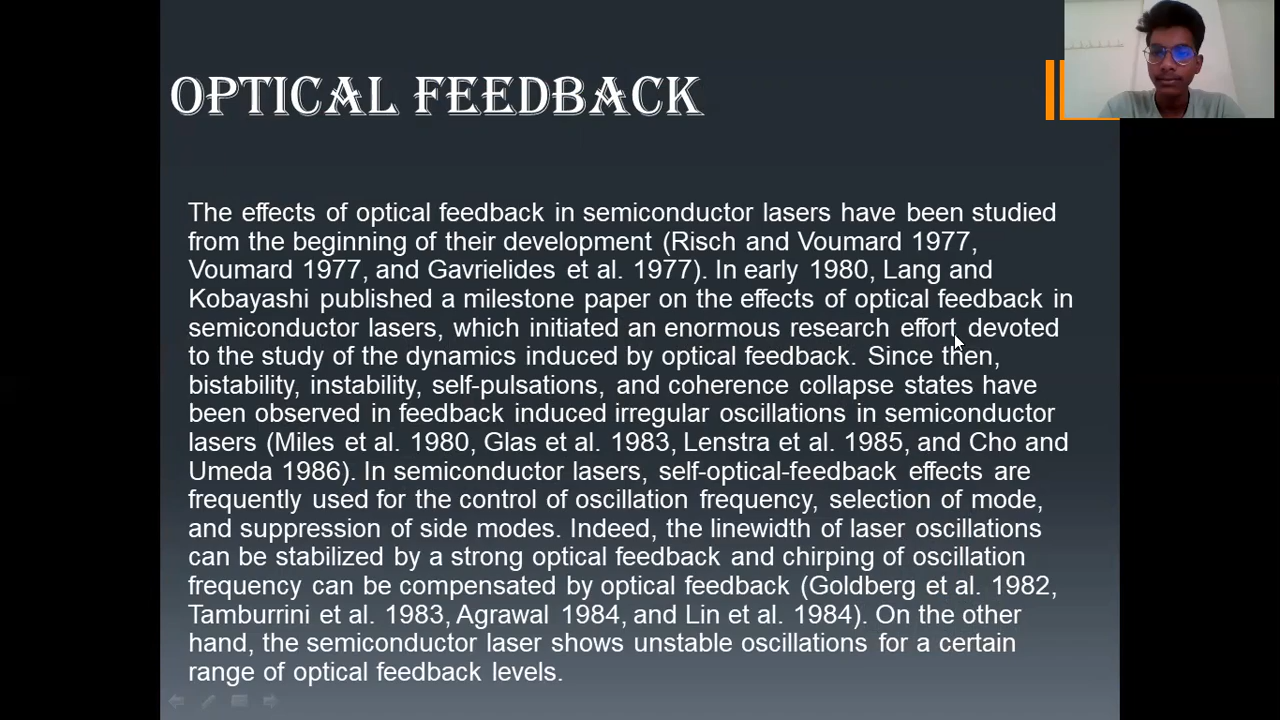 OPTICAL FEEDBACK
The effects of optical feedback in semiconductor lasers have been studied
from the beginning of their development (Risch and Voumard 1977,
Voumard 1977, and Gavrielides et al. 1977). In early 1980, Lang and
Kobayashi published a milestone paper on the effects of optical feedback in
semiconductor lasers, which initiated an enormous research effort devoted
to the study of the dynamics induced by optical feedback. Since then,
bistability, instability, self-pulsations, and coherence collapse states have
been observed in feedback induced irregular oscillations in semiconductor
lasers (Miles et al. 1980, Glas et al. 1983, Lenstra et al. 1985, and Cho and
Umeda 1986). In semiconductor lasers, self-optical-feedback effects are
frequently used for the control of oscillation frequency, selection of mode,
and suppression of side modes. Indeed, the linewidth of laser oscillations
can be stabilized by a strong optical feedback and chirping of oscillation
frequency can be compensated by optical feedback (Goldberg et al. 1982,
Tamburrini et al. 1983, Agrawal 1984, and Lin et al. 1984). On the other
hand, the semiconductor laser shows unstable oscillations for a certain
range of optical feedback levels.